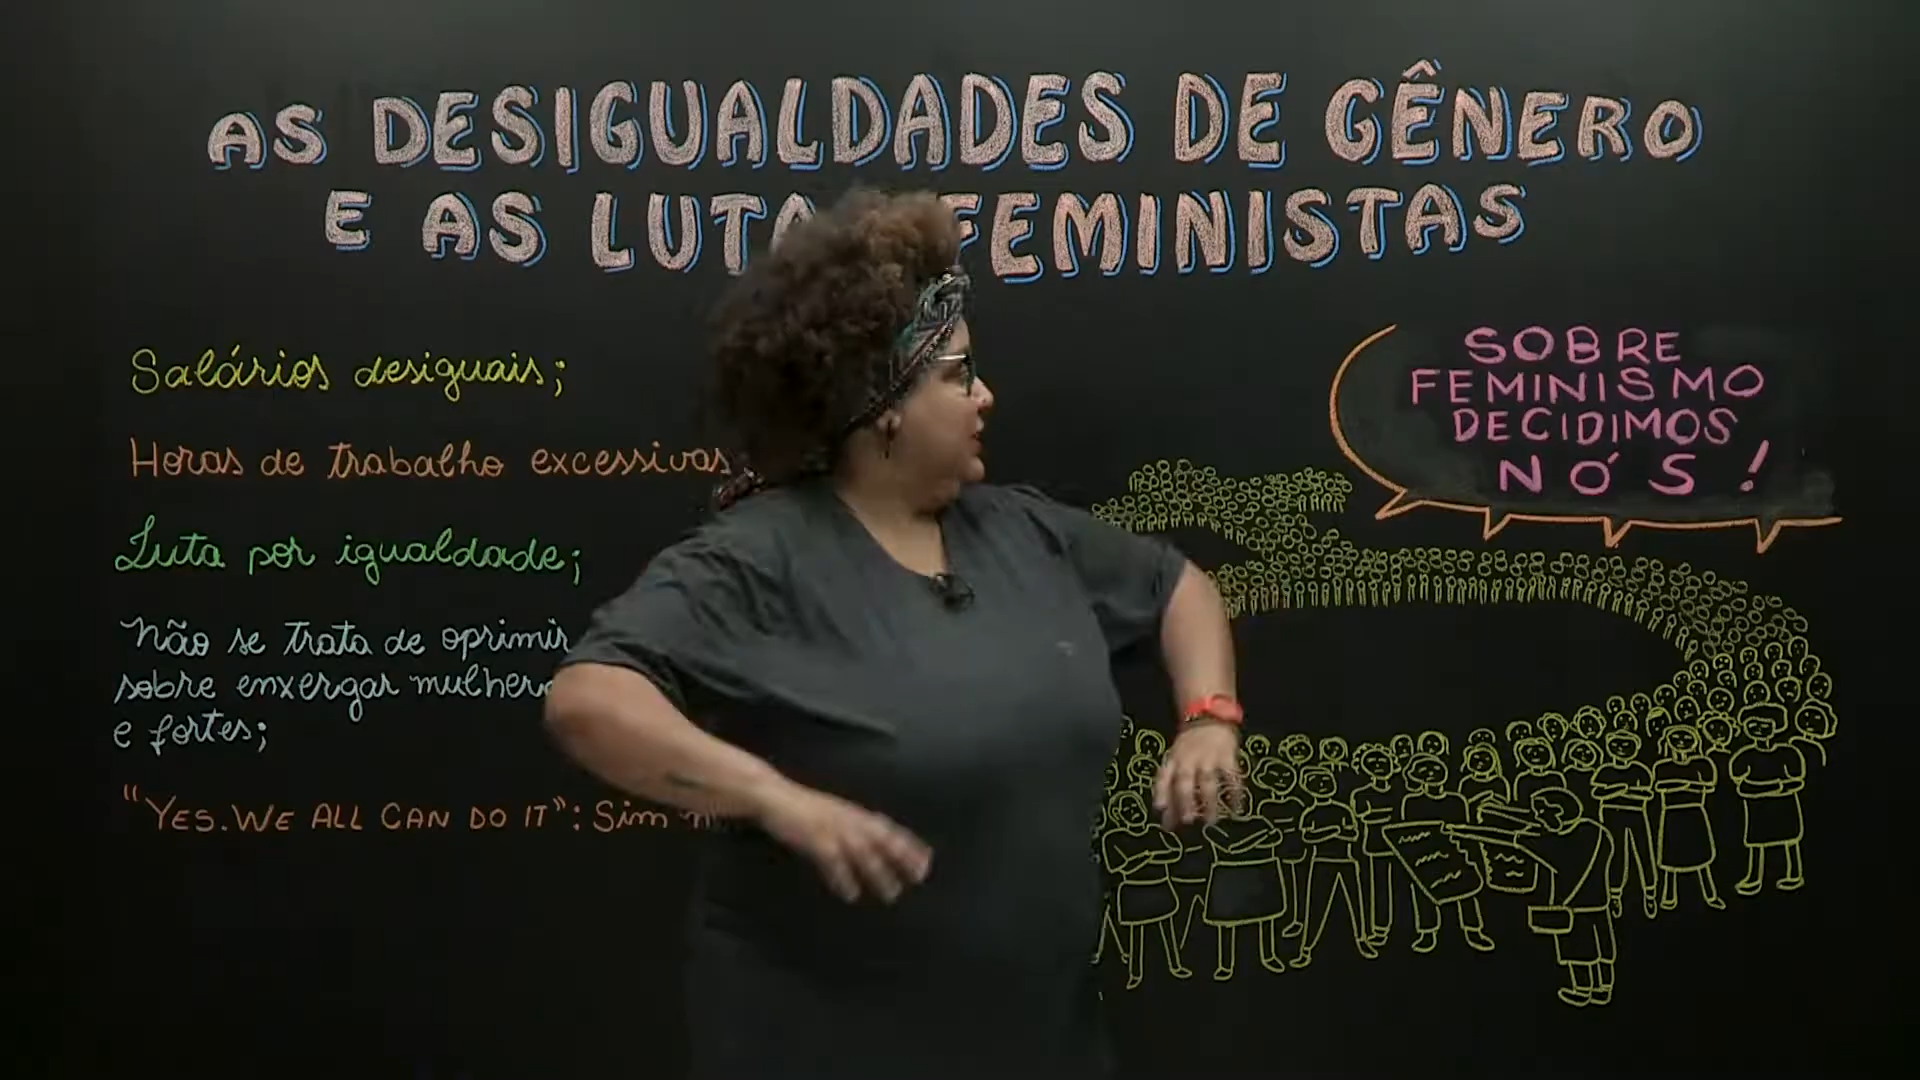 AS DESIGUALDADES DE GÊNERO
E AS FEMINISTAS
Salários desiguais;
Horas de trabalho excessivas
Luta por igualdade;
Não se trata de oprimir
sobre enxergar
e fortes;
"YES. WE ALL CAN DO IT": Sim
SOBRE
FEMINISMO
DECIDIMOS
NÓS!